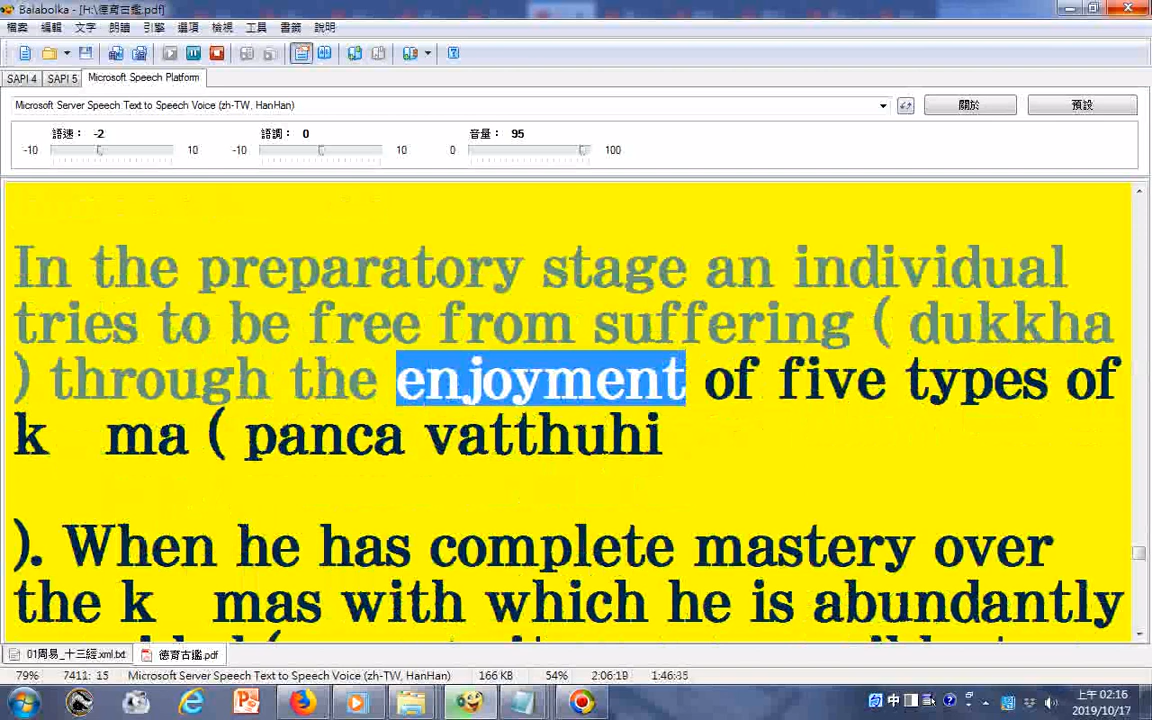 Balabolka - [H:\德育古鑑.pdf]
檔案 編輯 文字 朗讀 引擎 選項 檢視 工具 書籤 說明
SAPI 4 SAPI 5 Microsoft Speech Platform
Microsoft Server Speech Text to Speech Voice (zh-TW, HanHan) 關於 預設
語速： -2 語調： 0 音量： 95
-10 10 -10 10 0 100
In the preparatory stage an individual
tries to be free from suffering ( dukkha
) through the enjoyment of five types of
k ma ( panca vatthuhi
). When he has complete mastery over
the k mas with which he is abundantly
01周易_十三經.xml.txt 德育古鑑.pdf
79% 7411: 15 Microsoft Server Speech Text to Speech Voice (zh-TW, HanHan) 166 KB 54% 2:06:19 1:46:35
中 上午 02:16
2019/10/17